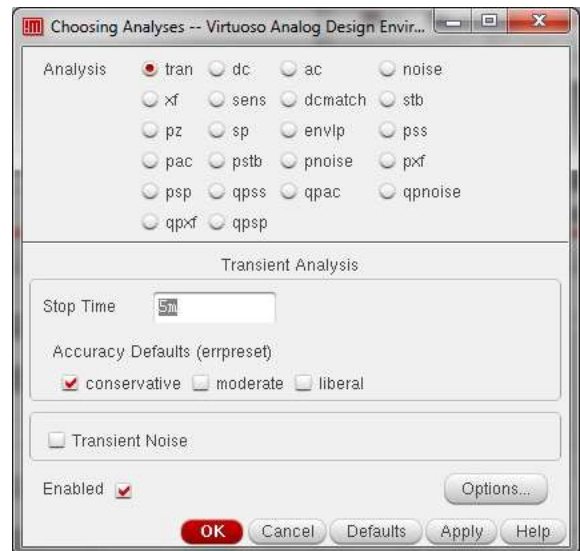 Choosing Analyses -- Virtuoso Analog Design Envir...
Analysis tran dc ac noise
xf sens dcmatch stb
pz sp envlp pss
pac pstb pnoise pxf
psp qpss qpac qpnoise
qpxf qpsp
Transient Analysis
Stop Time 5m
Accuracy Defaults (errpreset)
conservative moderate liberal
Transient Noise
Enabled Options...
OK Cancel Defaults Apply Help